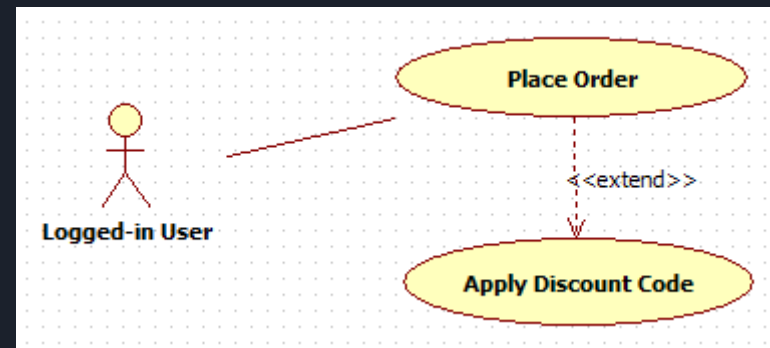 Place Order
<<extend>>
Logged-in User
Apply Discount Code